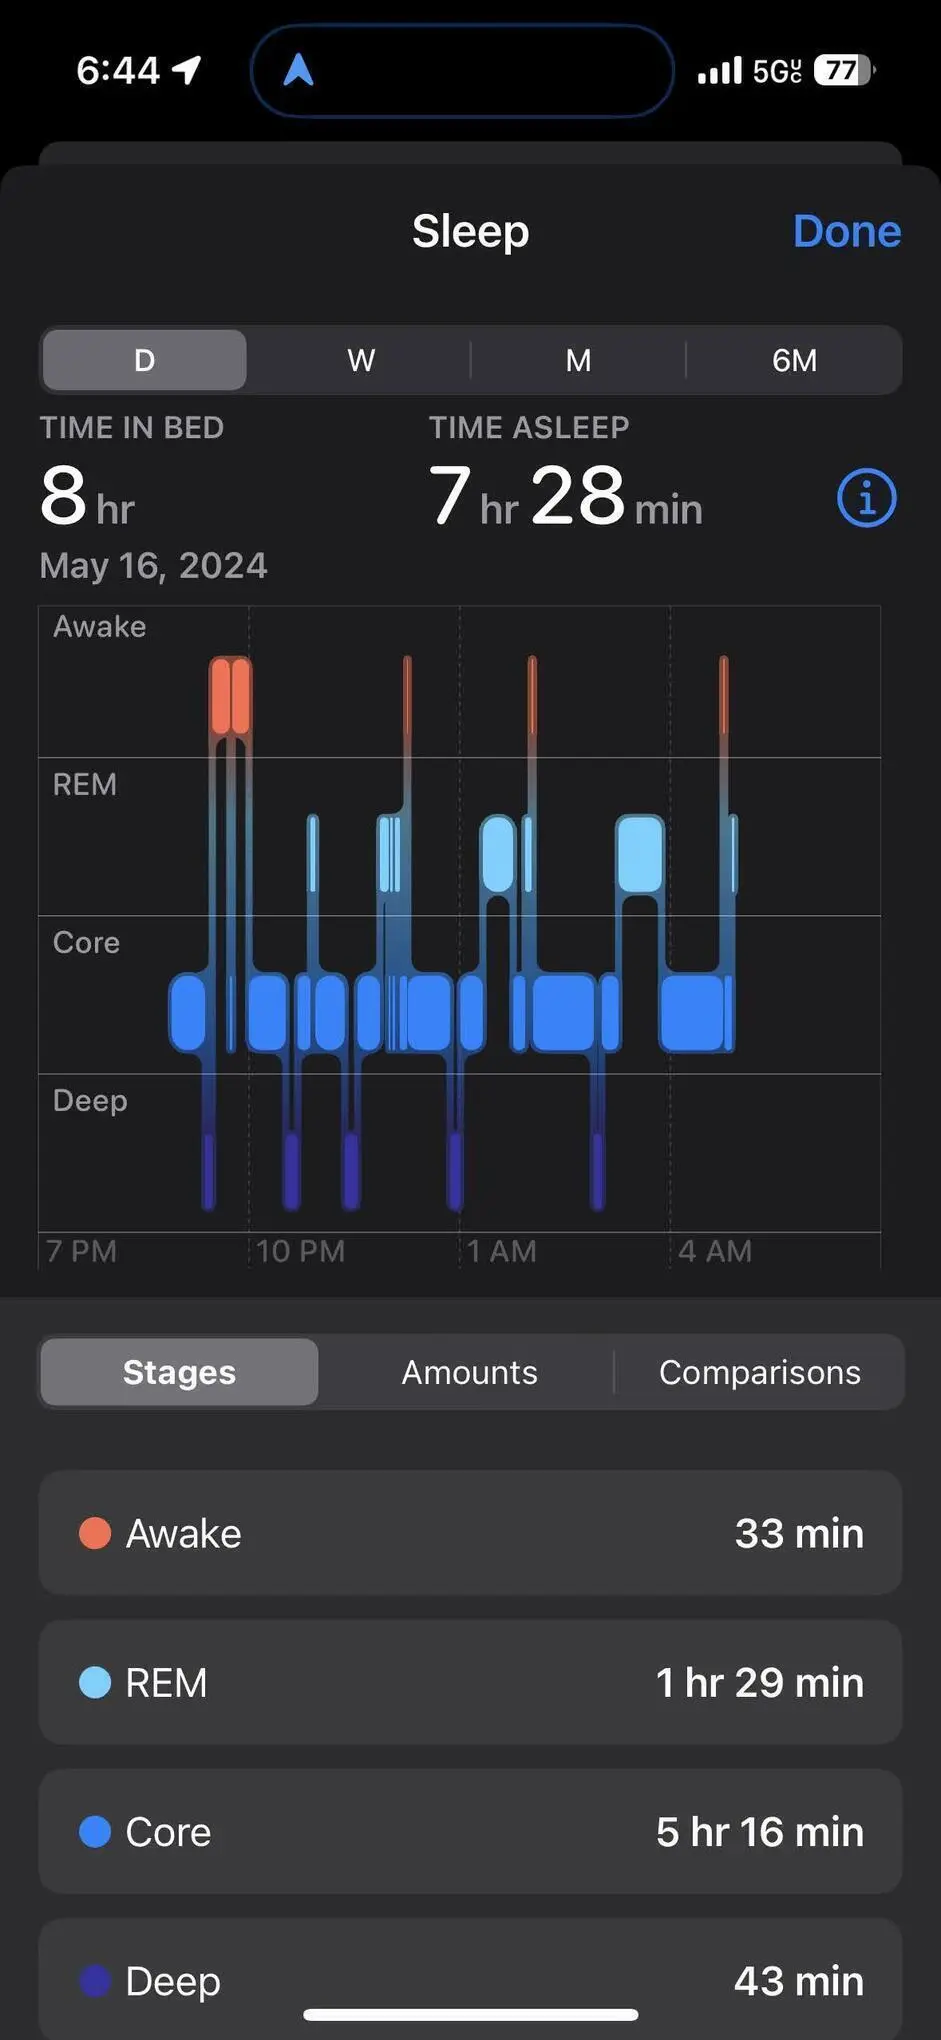 6:44 5G 77
Sleep Done
D W M 6M
TIME IN BED TIME ASLEEP
8 hr 7 hr 28 min
May 16, 2024
Awake
REM
Core
Deep
7 PM 10 PM 1 AM 4 AM
Stages Amounts Comparisons
Awake 33 min
REM 1 hr 29 min
Core 5 hr 16 min
Deep 43 min